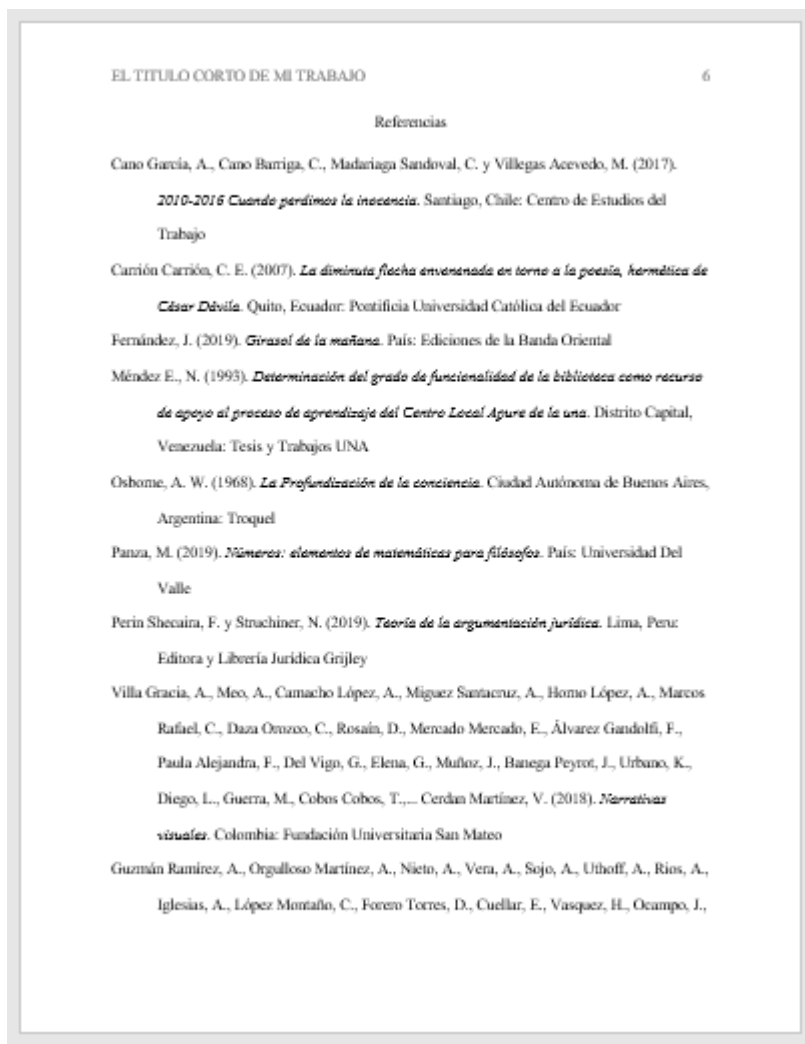 EL TITULO CORTO DE MI TRABAJO 6
Referencias
Cano García, A., Cano Barriga, C., Madariaga Sandoval, C. y Villegas Acevedo, M. (2017).
2010-2016 Cuando perdimos la inocencia. Santiago, Chile: Centro de Estudios del
Trabajo
Carrión Carrión, C. E. (2007). La diminuta flecha envenenada en torno a la poesía, hermética de
César Dávila. Quito, Ecuador: Pontificia Universidad Católica del Ecuador
Fernández, J. (2019). Girasol de la mañana. País: Ediciones de la Banda Oriental
Méndez E., N. (1993). Determinación del grado de funcionalidad de la biblioteca como recurso
de apoyo al proceso de aprendizaje del Centro Local Apure de la una. Distrito Capital,
Venezuela: Tesis y Trabajos UNA
Osborne, A. W. (1968). La Profundización de la conciencia. Ciudad Autónoma de Buenos Aires,
Argentina: Troquel
Panza, M. (2019). Números: elementos de matemáticas para filósofos. País: Universidad Del
Valle
Perin Shecaira, F. y Struchiner, N. (2019). Teoría de la argumentación jurídica. Lima, Peru:
Editora y Librería Jurídica Grijley
Villa Gracia, A., Meo, A., Camacho López, A., Miguez Santacruz, A., Homo López, A., Marcos
Rafael, C., Daza Orozco, C., Rosaín, D., Mercado Mercado, E., Álvarez Gandolfi, F.,
Paula Alejandra, F., Del Vigo, G., Elena, G., Muñoz, J., Banega Peyrot, J., Urbano, K.,
Diego, L., Guerra, M., Cobos Cobos, T.,... Cerdan Martínez, V. (2018). Narrativas
visuales. Colombia: Fundación Universitaria San Mateo
Guzmán Ramírez, A., Orgulloso Martínez, A., Nieto, A., Vera, A., Sojo, A., Uthoff, A., Rios, A.,
Iglesias, A., López Montaño, C., Forero Torres, D., Cuellar, E., Vasquez, H., Ocampo, J.,